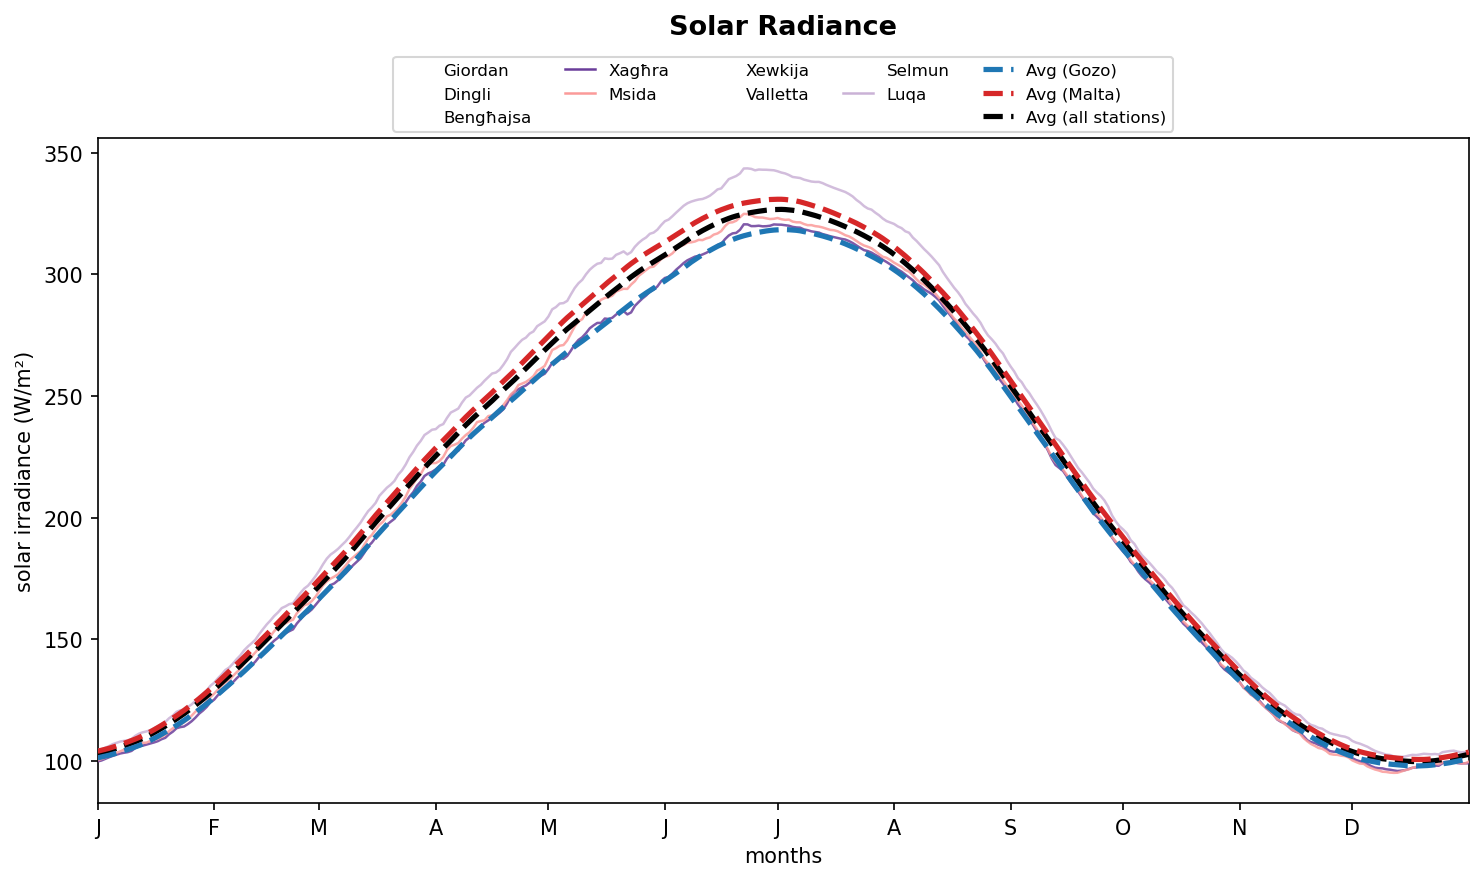 Solar Radiance
Giordan
Dingli
Bengħajsa
Xagħra
Msida
Xewkija
Valletta
Selmun
Luqa
Avg (Gozo)
Avg (Malta)
Avg (all stations)
350
300
250
200
150
100
solar irradiance (W/m²)
J F M A M J J A S O N D
months